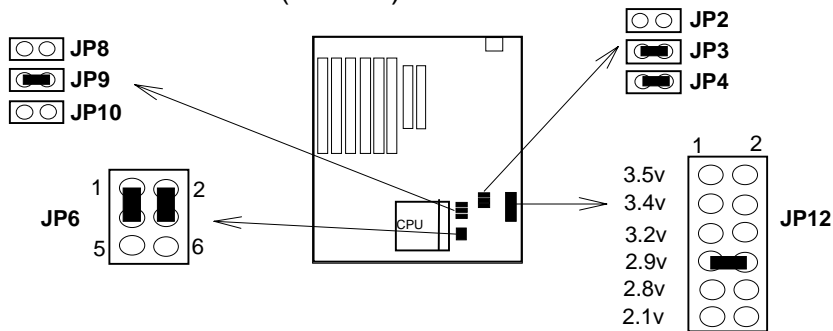 JP8
JP9
JP10
JP2
JP3
JP4
1 2
JP6
5 6
CPU
1 2
3.5v
3.4v
3.2v
2.9v
2.8v
2.1v
JP12